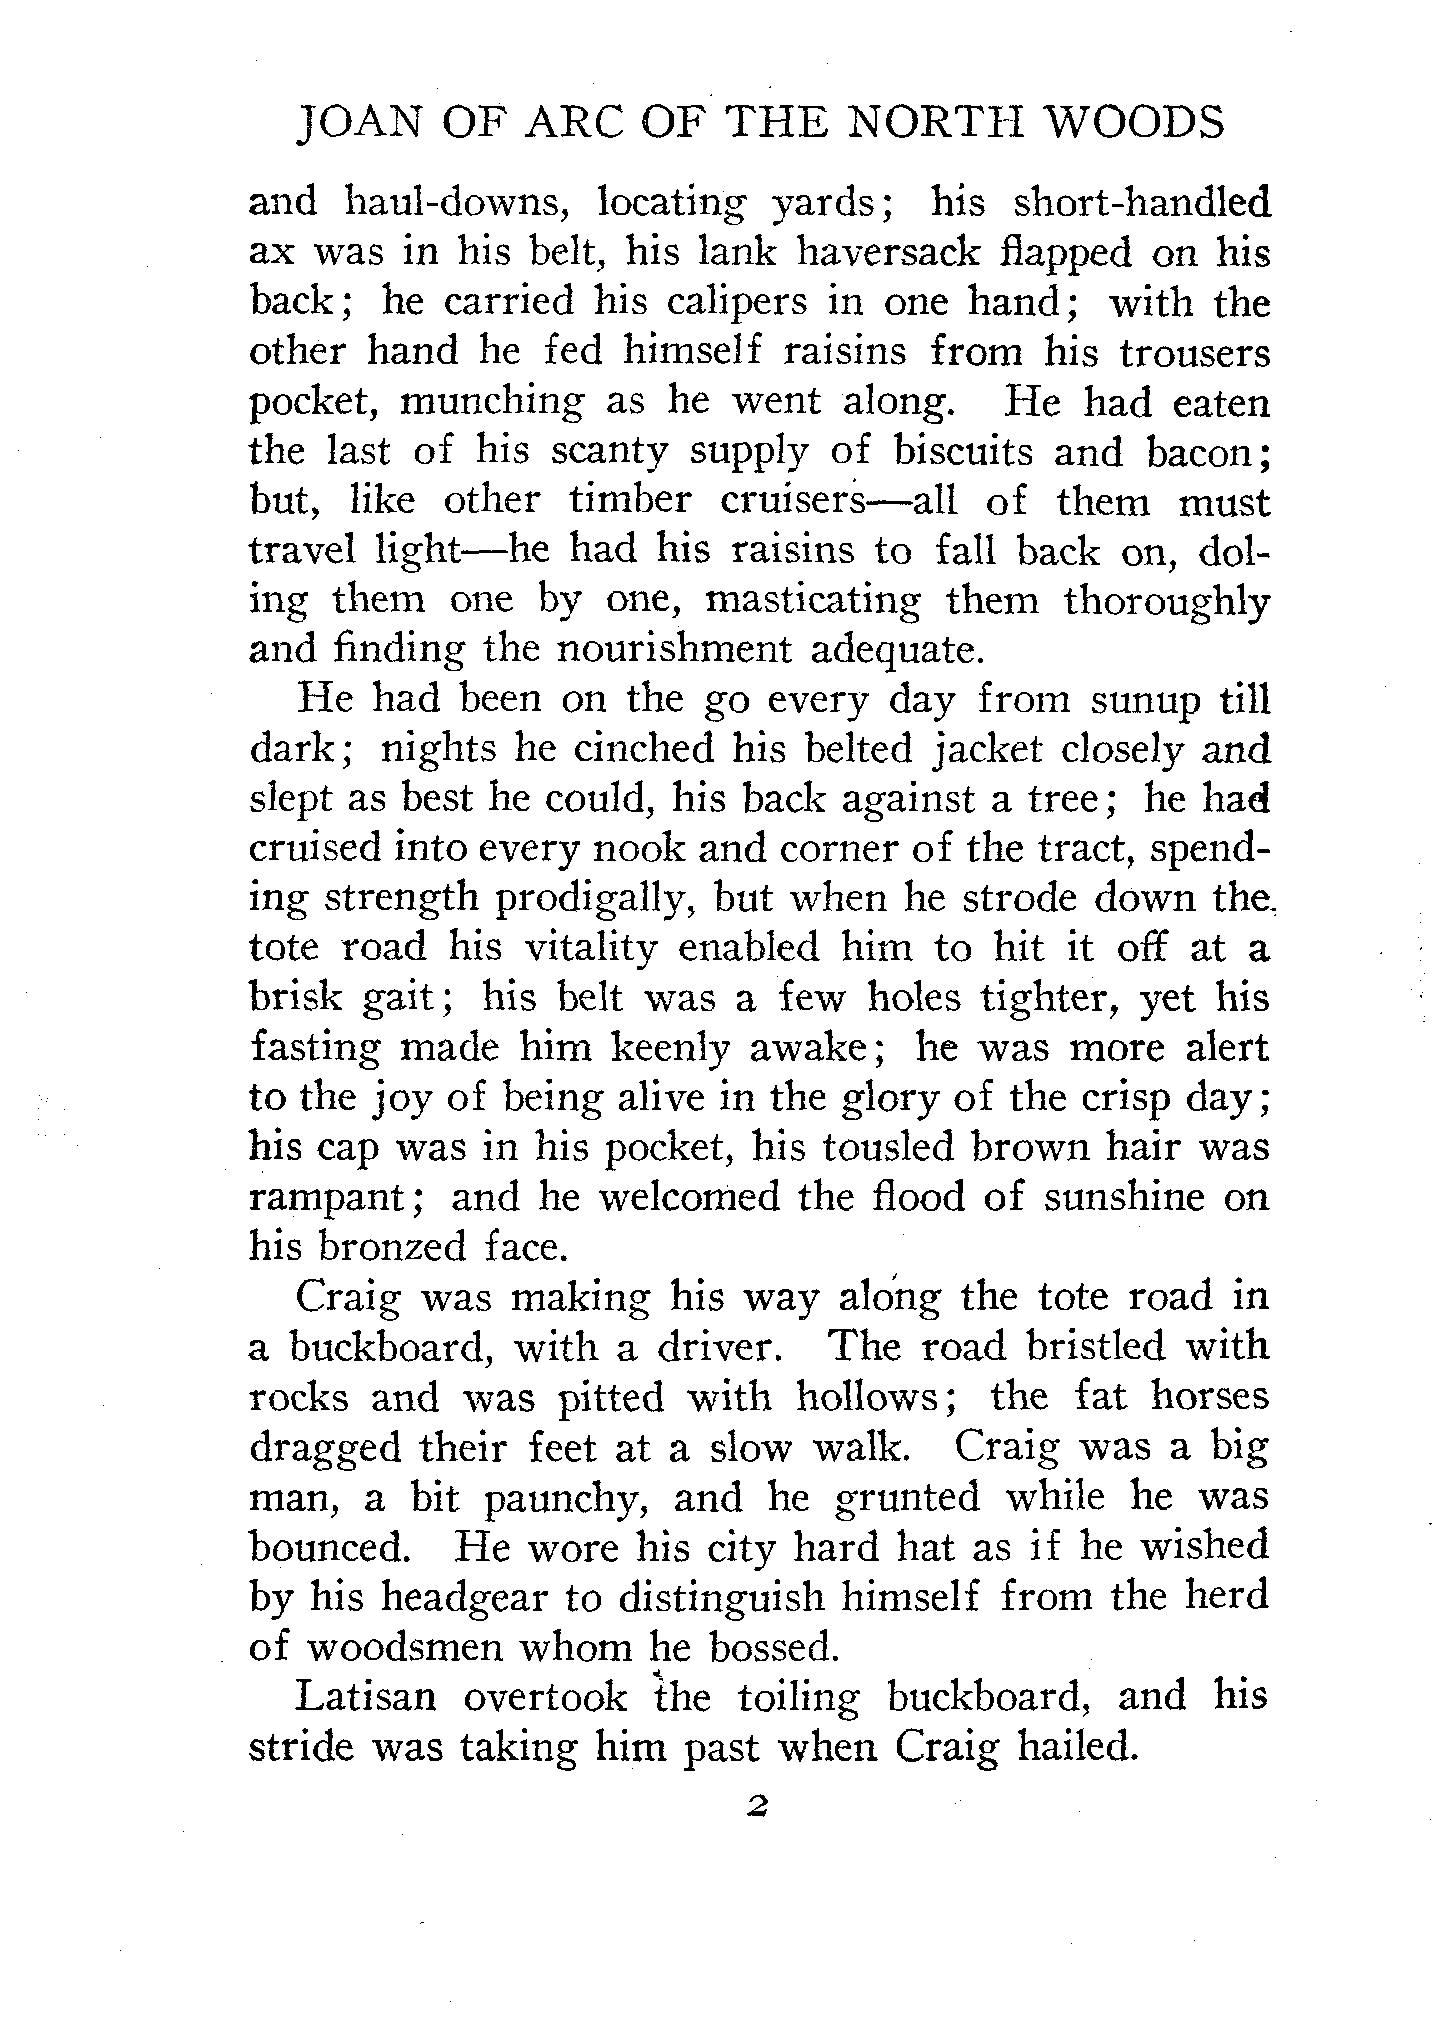 JOAN OF ARC OF THE NORTH WOODS
and haul-downs, locating yards; his short-handled
ax was in his belt, his lank haversack flapped on his
back; he carried his calipers in one hand; with the
other hand he fed himself raisins from his trousers
pocket, munching as he went along. He had eaten
the last of his scanty supply of biscuits and bacon;
but, like other timber cruisers—all of them must
travel light—he had his raisins to fall back on, dol-
ing them one by one, masticating them thoroughly
and finding the nourishment adequate.
He had been on the go every day from sunup till
dark; nights he cinched his belted jacket closely and
slept as best he could, his back against a tree; he had
cruised into every nook and corner of the tract, spend-
ing strength prodigally, but when he strode down the
tote road his vitality enabled him to hit it off at a
brisk gait; his belt was a few holes tighter, yet his
fasting made him keenly awake; he was more alert
to the joy of being alive in the glory of the crisp day;
his cap was in his pocket, his tousled brown hair was
rampant; and he welcomed the flood of sunshine on
his bronzed face.
Craig was making his way along the tote road in
a buckboard, with a driver. The road bristled with
rocks and was pitted with hollows; the fat horses
dragged their feet at a slow walk. Craig was a big
man, a bit paunchy, and he grunted while he was
bounced. He wore his city hard hat as if he wished
by his headgear to distinguish himself from the herd
of woodsmen whom he bossed.
Latisan overtook the toiling buckboard, and his
stride was taking him past when Craig hailed.
2